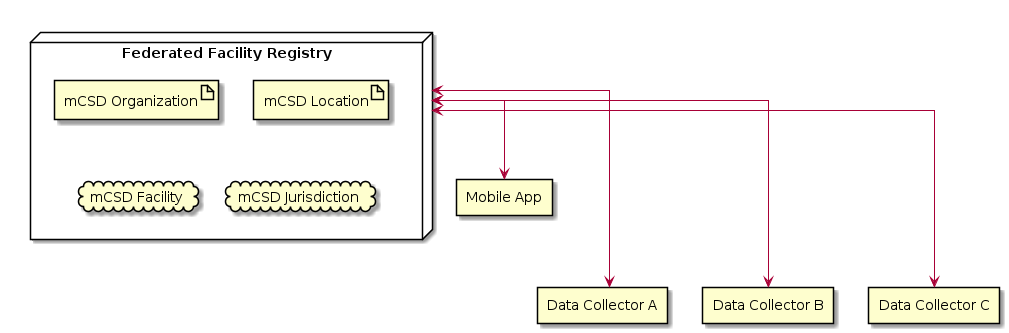 Federated Facility Registry
mCSD Organization
mCSD Location
mCSD Facility
mCSD Jurisdiction
Mobile App
Data Collector A
Data Collector B
Data Collector C